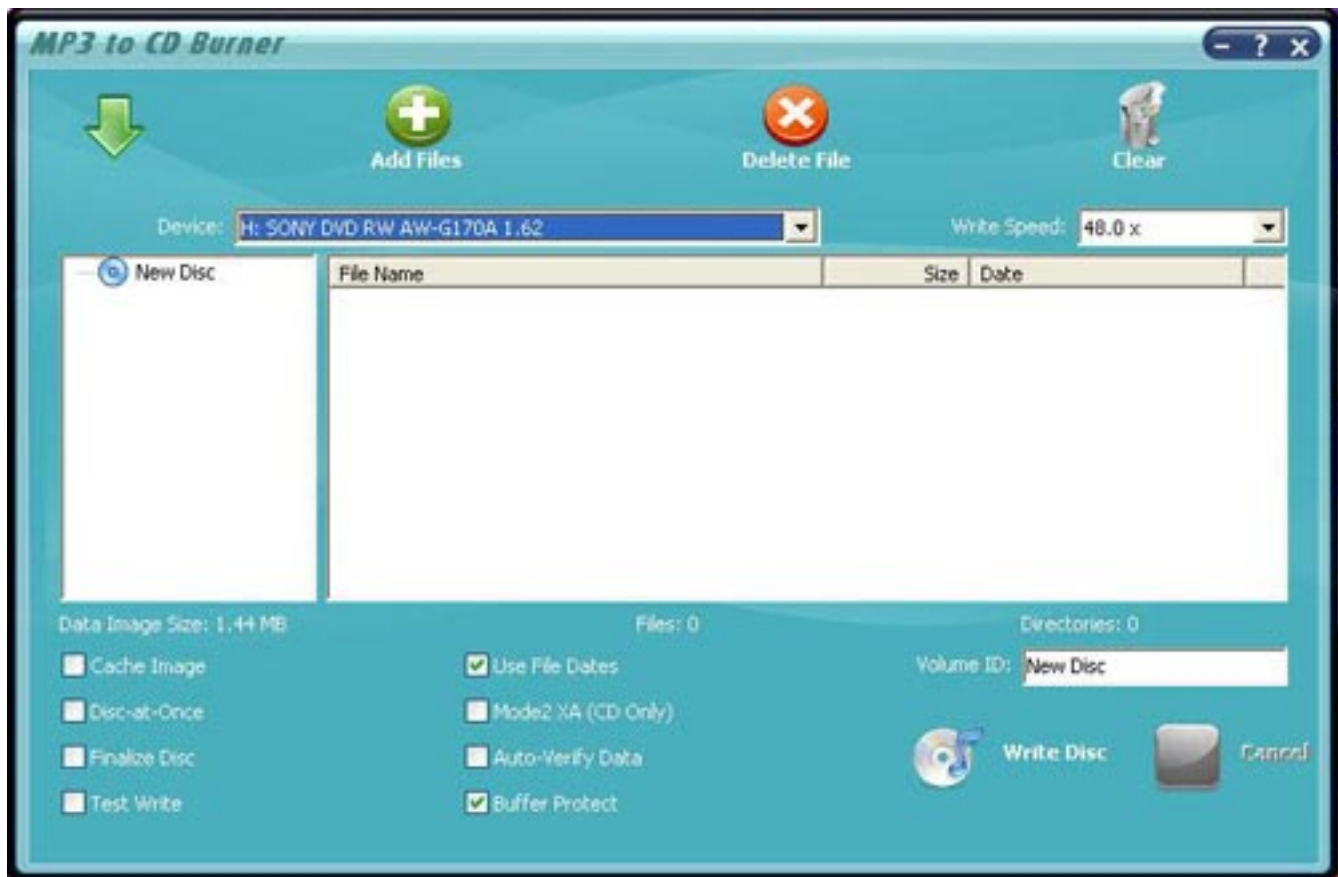 MP3 to CD Burner
- ? x
Add Files
Delete File
Clear
Device: H: SONY DVD RW AW-G170A 1.62
Write Speed: 48.0 x
New Disc
File Name Size Date
Data Image Size: 1.44 MB
Files: 0
Directories: 0
Cache Image
Use File Dates
Volume ID: New Disc
Disc-at-Once
Mode2 XA (CD Only)
Finalize Disc
Auto-Verify Data
Write Disc
Cancel
Test Write
Buffer Protect